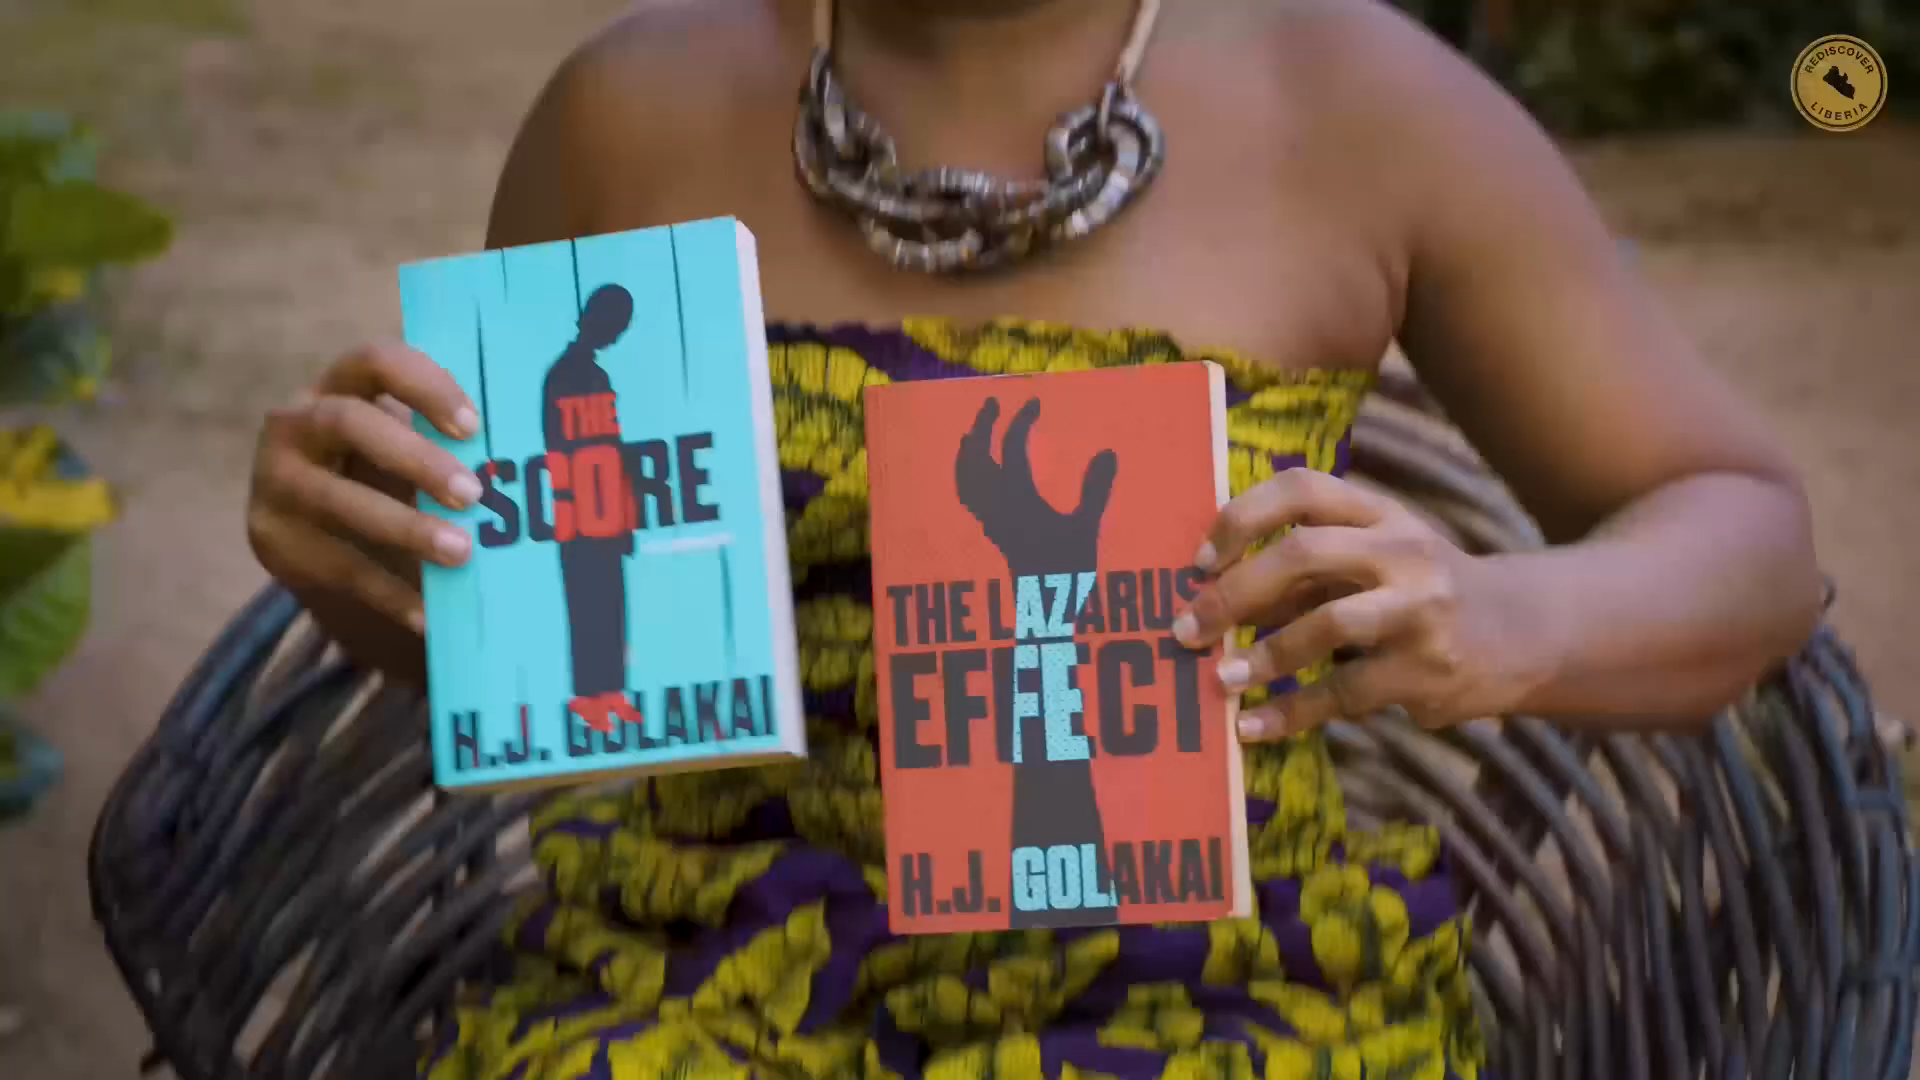 THE
SCORE
H.J. GOLAKAI
THE LAZARUS
EFFECT
H.J. GOLAKAI
REDISCOVER
LIBERIA